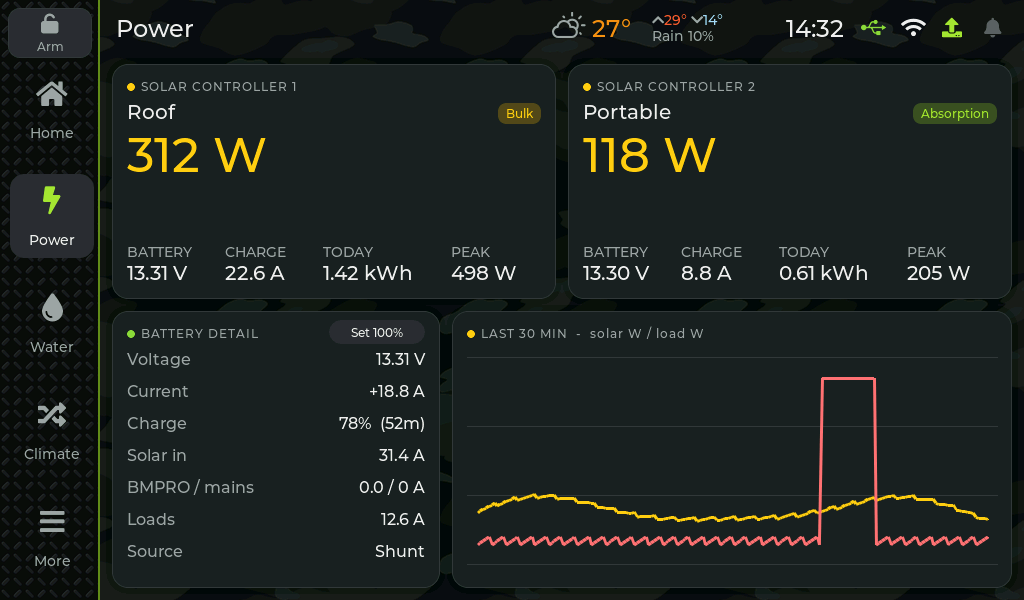 Arm
Power
27° 29° 14°
Rain 10%
14:32
Home
Power
Water
Climate
More
SOLAR CONTROLLER 1
Roof
Bulk
312 W
BATTERY CHARGE TODAY PEAK
13.31 V 22.6 A 1.42 kWh 498 W
SOLAR CONTROLLER 2
Portable
Absorption
118 W
BATTERY CHARGE TODAY PEAK
13.30 V 8.8 A 0.61 kWh 205 W
BATTERY DETAIL Set 100%
Voltage 13.31 V
Current +18.8 A
Charge 78% (52m)
Solar in 31.4 A
BMPRO / mains 0.0 / 0 A
Loads 12.6 A
Source Shunt
LAST 30 MIN - solar W / load W